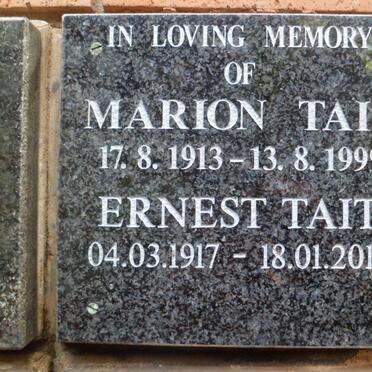 IN LOVING MEMORY
OF
MARION TAI
17. 8. 1913 – 13. 8. 1999
ERNEST TAIT
04.03.1917 - 18.01.201